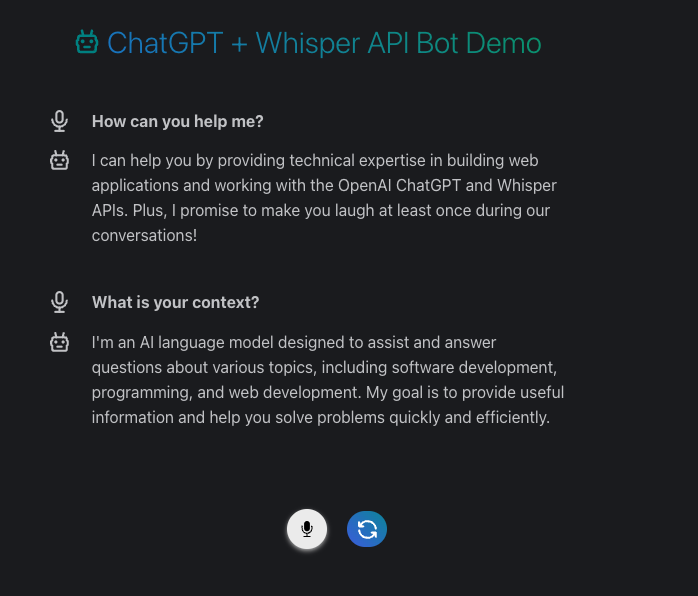 ChatGPT + Whisper API Bot Demo
How can you help me?
I can help you by providing technical expertise in building web
applications and working with the OpenAI ChatGPT and Whisper
APIs. Plus, I promise to make you laugh at least once during our
conversations!
What is your context?
I'm an AI language model designed to assist and answer
questions about various topics, including software development,
programming, and web development. My goal is to provide useful
information and help you solve problems quickly and efficiently.